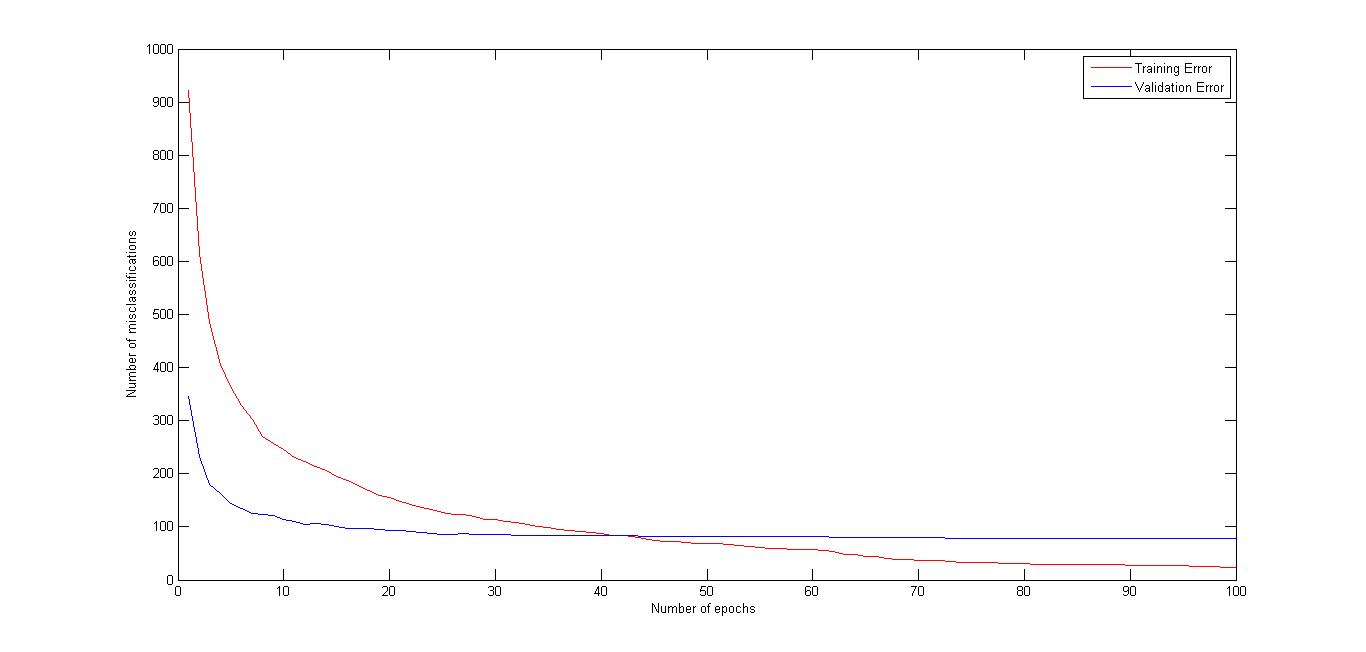 1000
900
800
700
600
500
400
300
200
100
0
Number of misclassifications
Training Error
Validation Error
0 10 20 30 40 50 60 70 80 90 100
Number of epochs